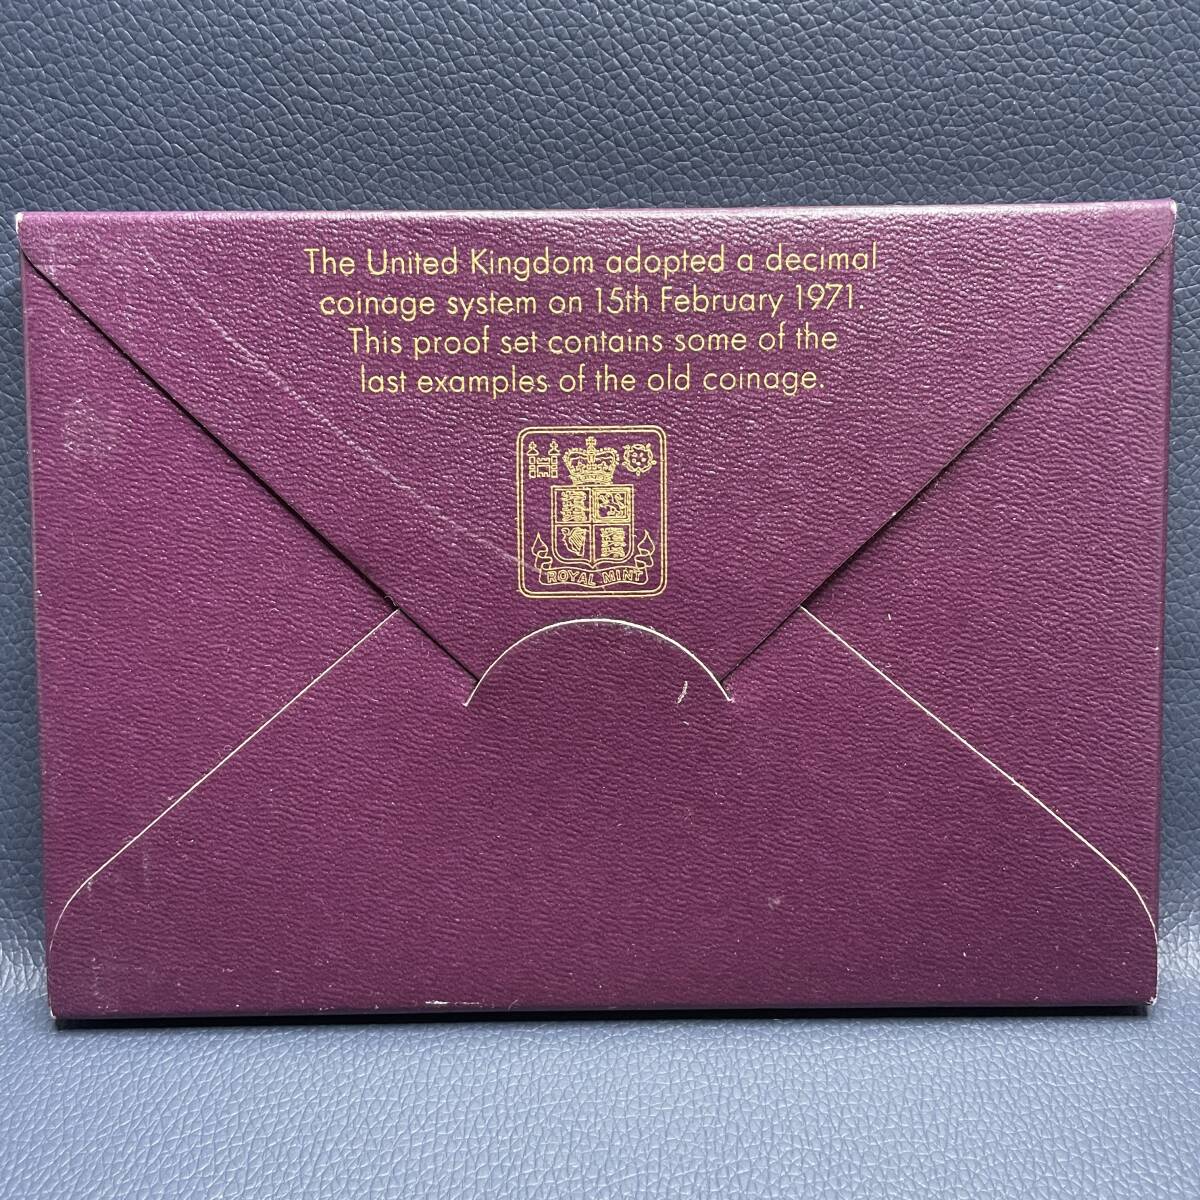 The United Kingdom adopted a decimal
coinage system on 15th February 1971.
This proof set contains some of the
last examples of the old coinage.
ROYAL MINT